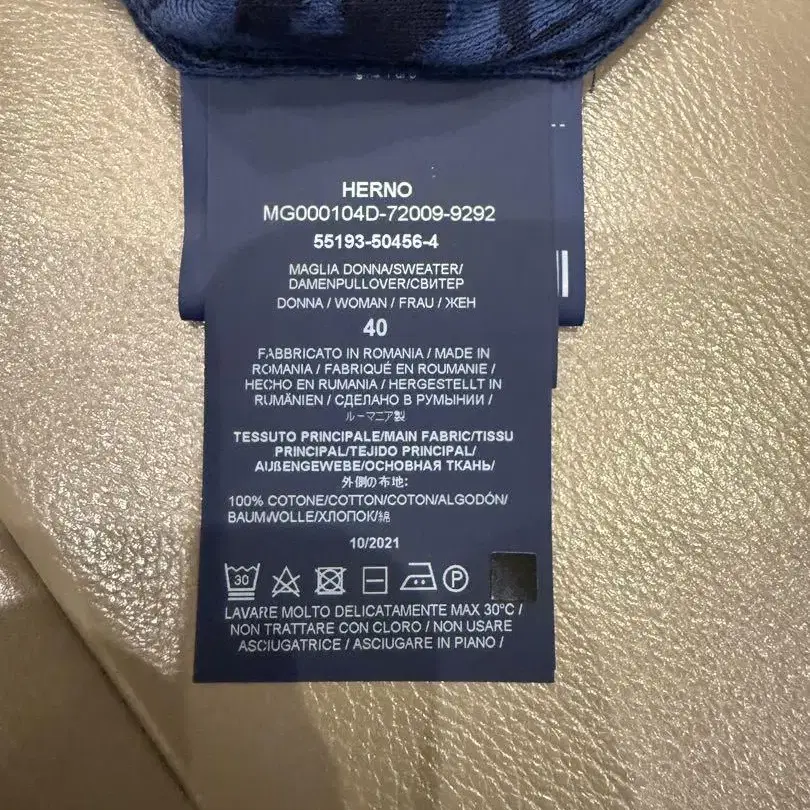 HERNO
MG000104D-72009-9292
55193-50456-4
MAGLIA DONNA/SWEATER/
DAMENPULLOVER/СВИТЕР
DONNA / WOMAN / FRAU / ЖЕН
40
FABBRICATO IN ROMANIA / MADE IN
ROMANIA / FABRIQUÉ EN ROUMANIE /
HECHO EN RUMANIA / HERGESTELLT IN
RUMÄNIEN / СДЕЛАНО В РУМЫНИИ /
ルーマニア製
TESSUTO PRINCIPALE/MAIN FABRIC/TISSU
PRINCIPAL/TEJIDO PRINCIPAL/
AUßENGEWEBE/ОСНОВНАЯ ТКАНЬ/
外側の布地:
100% COTONE/COTTON/COTON/ALGODÓN/
BAUMWOLLE/ХЛОПОК/綿
10/2021
30 P
LAVARE MOLTO DELICATAMENTE MAX 30°C /
NON TRATTARE CON CLORO / NON USARE
ASCIUGATRICE / ASCIUGARE IN PIANO /